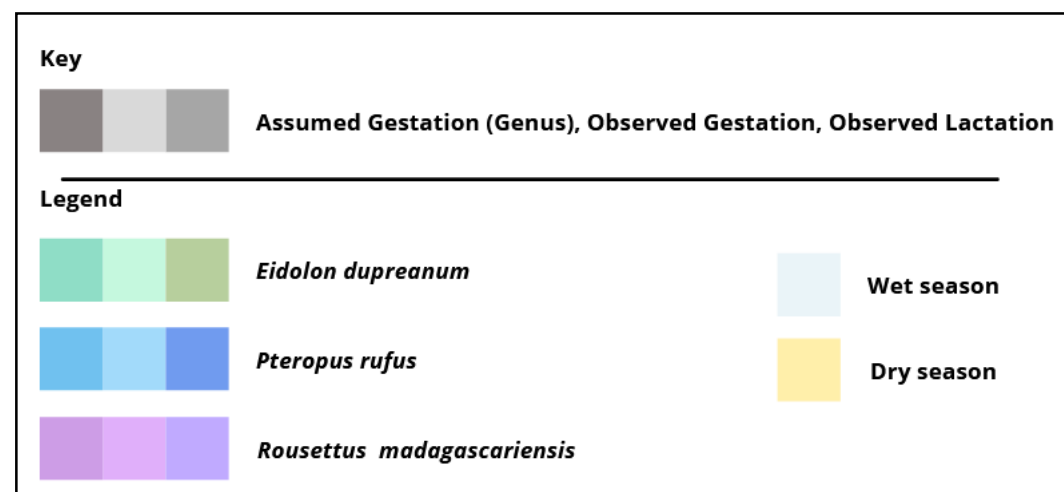 Key
Assumed Gestation (Genus), Observed Gestation, Observed Lactation
Legend
Eidolon dupreanum
Wet season
Pteropus rufus
Dry season
Rousettus madagascariensis